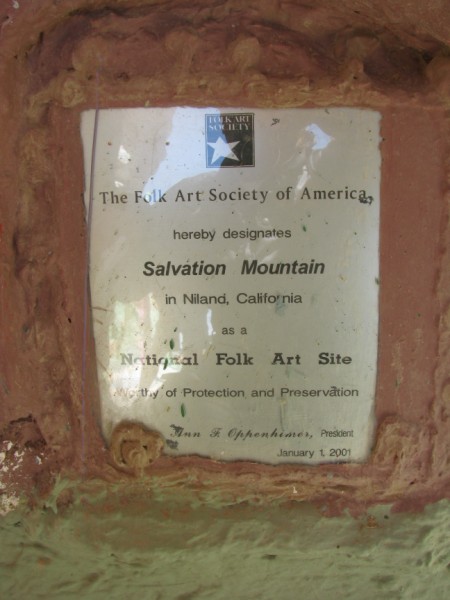 FOLK ART
SOCIETY
The Folk Art Society of America
hereby designates
Salvation Mountain
in Niland, California
as a
National Folk Art Site
Worthy of Protection and Preservation
Ann F. Oppenhimer, President
January 1, 2001